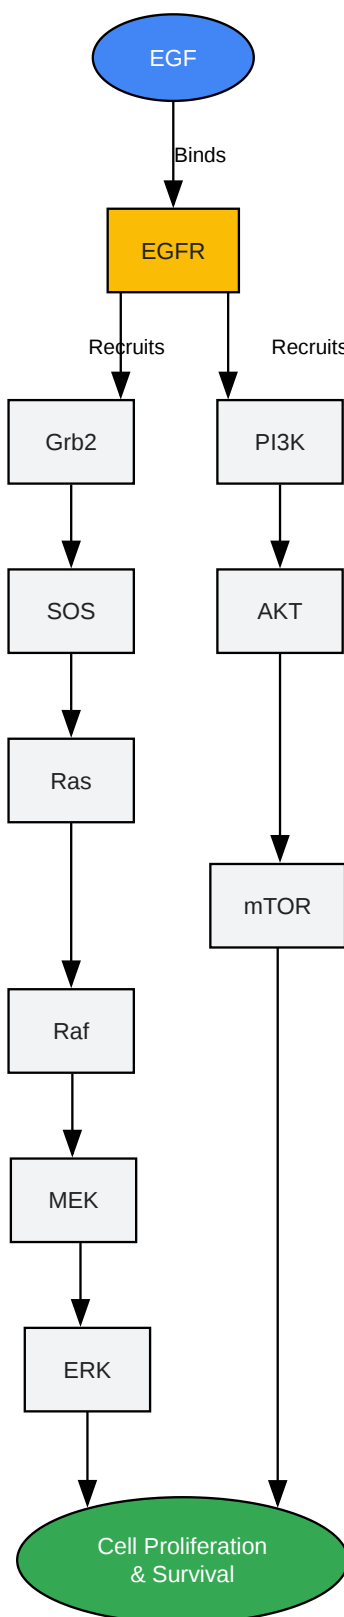 EGF
Binds
EGFR
Recruits
Recruits
Grb2
PI3K
SOS
AKT
Ras
mTOR
Raf
MEK
ERK
Cell Proliferation
& Survival